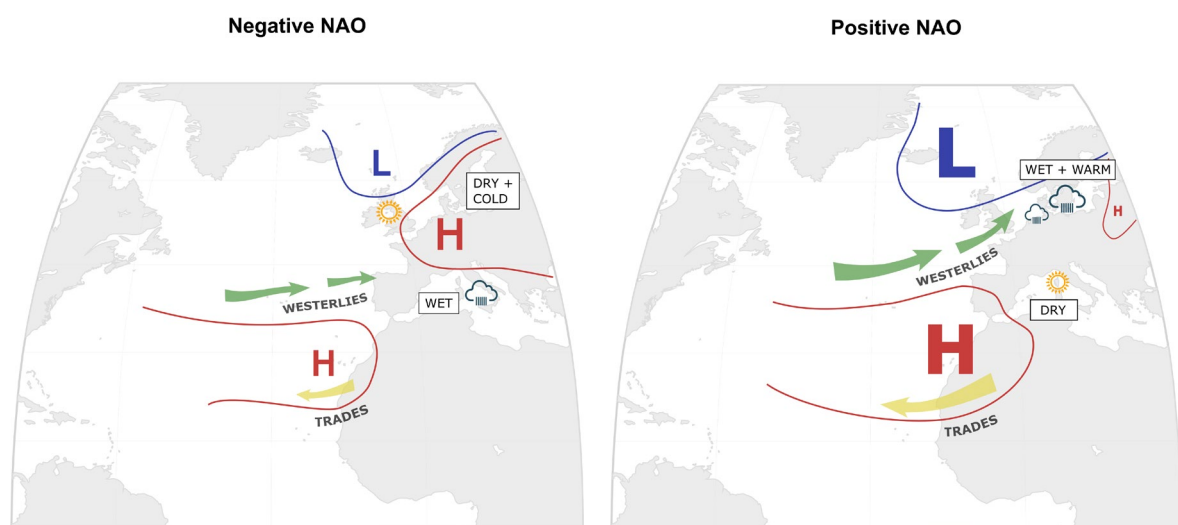 Negative NAO
L
DRY +
COLD
H
WESTERLIES
WET
H
TRADES
Positive NAO
L
WET + WARM
H
WESTERLIES
DRY
H
TRADES